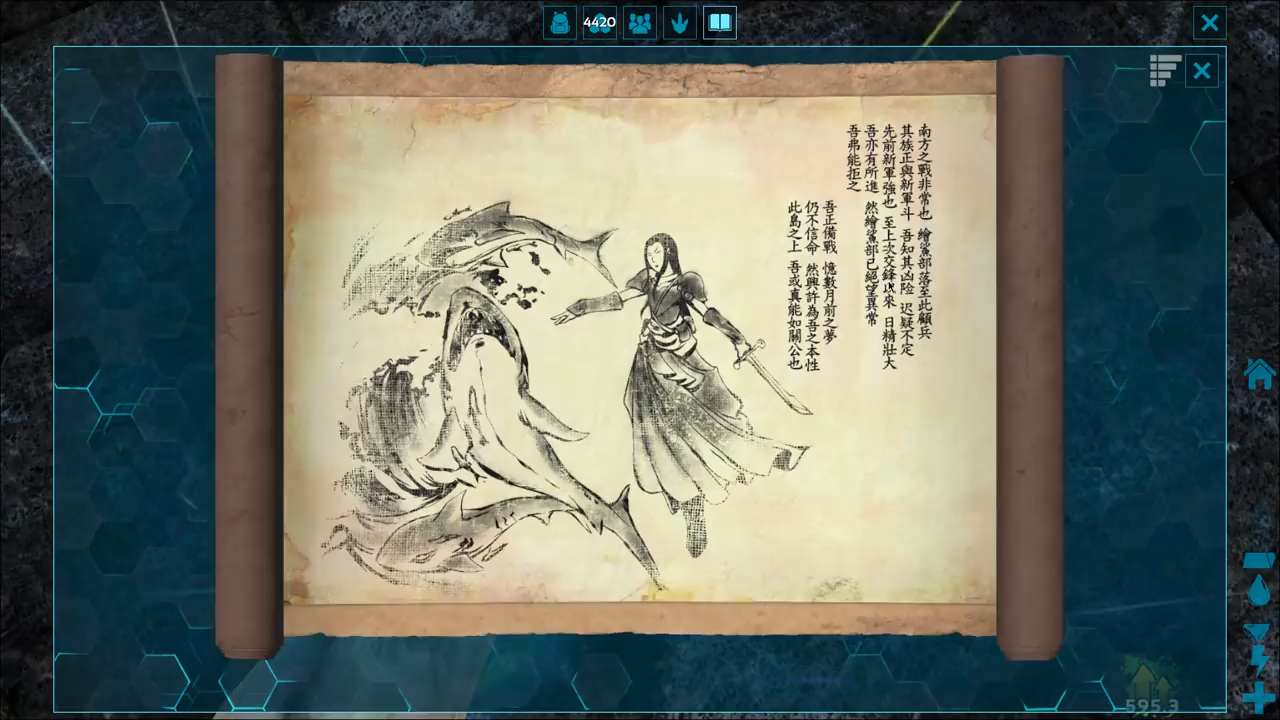 4420
南方之戰非常也 繪鯊部落至此顧兵
其族正與新軍斗 吾知其凶險 迟疑不定
先前新軍強也 至上次交鋒以來 日精壯大
吾亦有所進 然繪鯊部已絕望異常
吾弗能拒之
吾正備戰 憶數月前之夢
仍不信命 然興許為吾之本性
此島之上 吾或真能如關公也
595.3